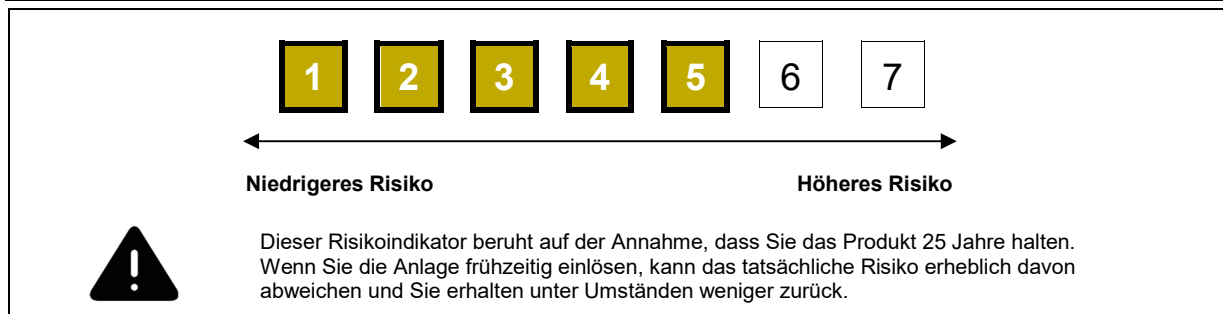 1 2 3 4 5 6 7
Niedrigeres Risiko Höheres Risiko
Dieser Risikoindikator beruht auf der Annahme, dass Sie das Produkt 25 Jahre halten.
Wenn Sie die Anlage frühzeitig einlösen, kann das tatsächliche Risiko erheblich davon
abweichen und Sie erhalten unter Umständen weniger zurück.